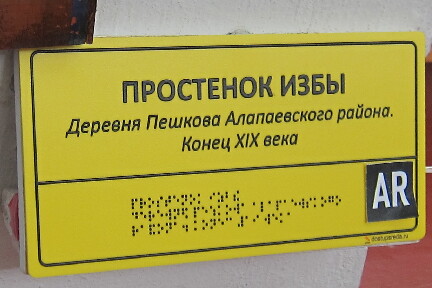 ПРОСТЕНОК ИЗБЫ
Деревня Пешкова Алапаевского района.
Конец XIX века
AR